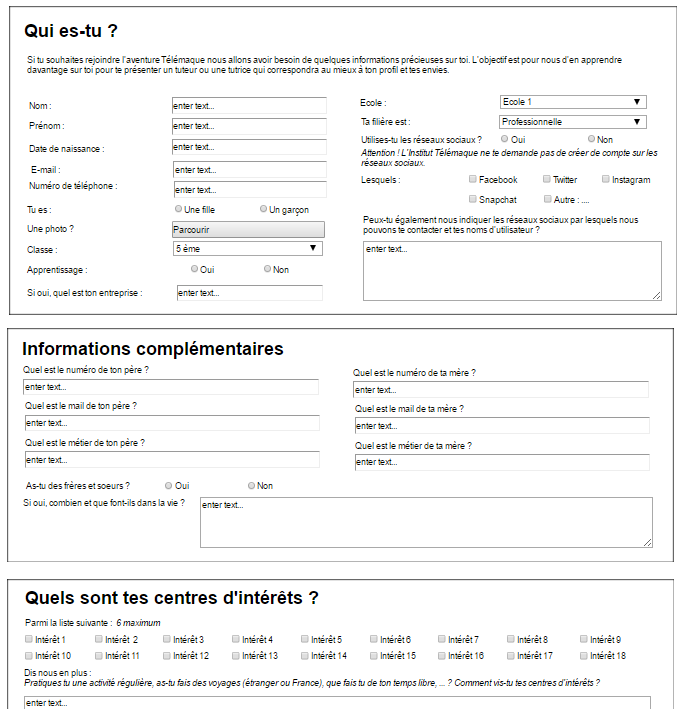 Qui es-tu ?
Si tu souhaites rejoindre l'aventure Télémaque nous allons avoir besoin de quelques informations précieuses sur toi. L'objectif est pour nous d'en apprendre
davantage sur toi pour te présenter un tuteur ou une tutrice qui correspondra au mieux à ton profil et tes envies.
Nom : enter text...
Prénom : enter text...
Date de naissance : enter text...
E-mail : enter text...
Numéro de téléphone : enter text...
Tu es : Une fille Un garçon
Une photo ? Parcourir
Classe : 5 éme ▼
Apprentissage : Oui Non
Si oui, quel est ton entreprise : enter text...
Ecole : Ecole 1 ▼
Ta filière est : Professionnelle ▼
Utilises-tu les réseaux sociaux ? Oui Non
Attention ! L'Institut Télémaque ne te demande pas de créer de compte sur les
réseaux sociaux.
Lesquels : Facebook Twitter Instagram
Snapchat Autre : ....
Peux-tu également nous indiquer les réseaux sociaux par lesquels nous
pouvons te contacter et tes noms d'utilisateur ?
enter text...
Informations complémentaires
Quel est le numéro de ton père ?
enter text...
Quel est le mail de ton père ?
enter text...
Quel est le métier de ton père ?
enter text...
Quel est le numéro de ta mère ?
enter text...
Quel est le mail de ta mère ?
enter text...
Quel est le métier de ta mère ?
enter text...
As-tu des frères et soeurs ? Oui Non
Si oui, combien et que font-ils dans la vie ? enter text...
Quels sont tes centres d'intérêts ?
Parmi la liste suivante : 6 maximum
Intérêt 1 Intérêt 2 Intérêt 3 Intérêt 4 Intérêt 5 Intérêt 6 Intérêt 7 Intérêt 8 Intérêt 9
Intérêt 10 Intérêt 11 Intérêt 12 Intérêt 13 Intérêt 14 Intérêt 15 Intérêt 16 Intérêt 17 Intérêt 18
Dis nous en plus :
Pratiques tu une activité régulière, as-tu fais des voyages (étranger ou France), que fais tu de ton temps libre, ... ? Comment vis-tu tes centres d'intérêts ?
enter text...